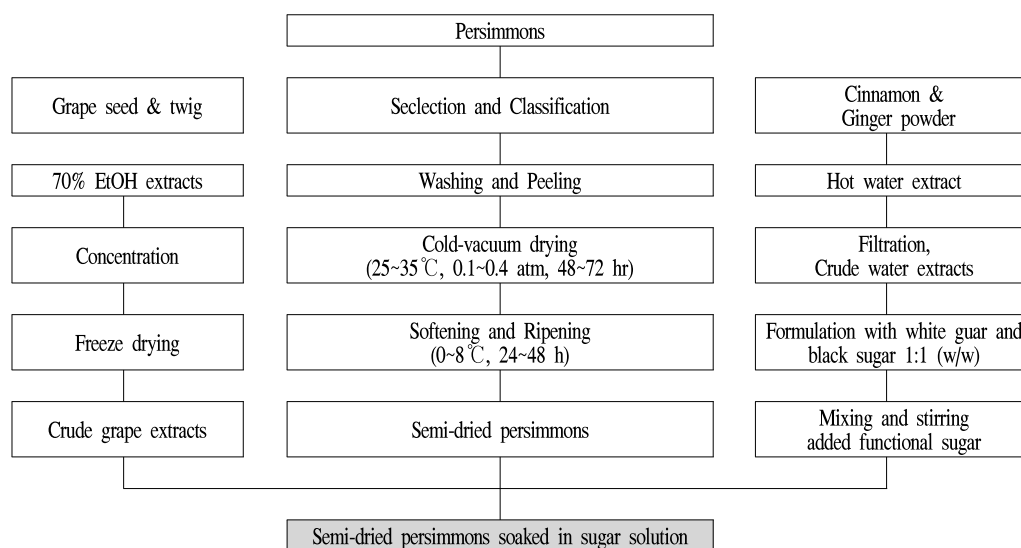 Persimmons
Grape seed & twig
Seclection and Classification
Cinnamon &
Ginger powder
70% EtOH extracts
Washing and Peeling
Hot water extract
Concentration
Cold-vacuum drying
(25~35℃, 0.1~0.4 atm, 48~72 hr)
Filtration,
Crude water extracts
Freeze drying
Softening and Ripening
(0~8℃, 24~48 h)
Formulation with white guar and
black sugar 1:1 (w/w)
Crude grape extracts
Semi-dried persimmons
Mixing and stirring
added functional sugar
Semi-dried persimmons soaked in sugar solution